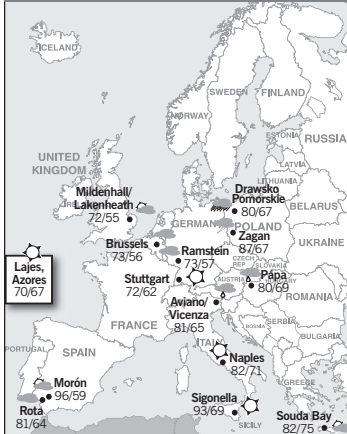 ICELAND
SWEDEN
FINLAND
NORWAY
ESTONIA
RUSSIA
LATVIA
LITHUANIA
UNITED
KINGDOM
Mildenhall/
Lakenheath
72/55
Drawsko
Pomorskie
80/67
BELARUS
GERMANY
POLAND
Zagan
87/67
Brussels
73/56
Ramstein
73/57
UKRAINE
CZECH
REP
SLOVAKIA
Lajes,
Azores
70/67
Stuttgart
72/62
AUSTRIA
Pápa
80/69
HUNGARY
Aviano/
Vicenza
81/65
ROMANIA
FRANCE
BOSNIA
SERBIA
BULGARIA
ITALY
PORTUGAL
SPAIN
Naples
82/71
Morón
96/59
GREECE
Rota
81/64
Sigonella
93/69
SICILY
Souda Bay
82/75